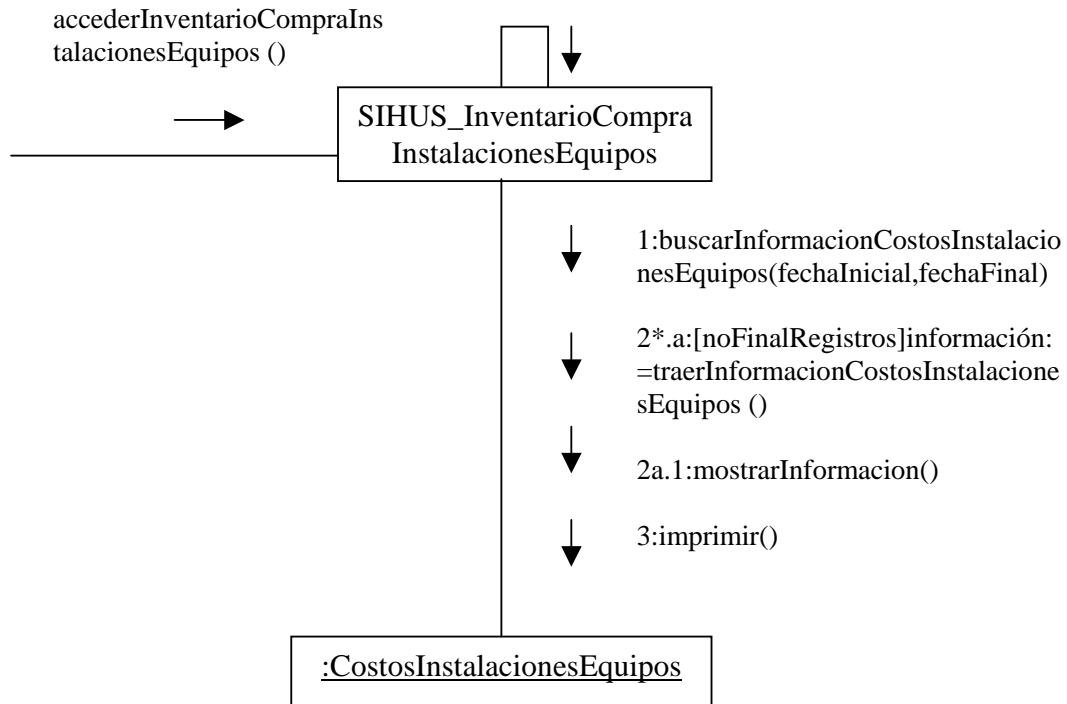 accederInventarioCompraIns
talacionesEquipos ()
SIHUS_InventarioCompra
InstalacionesEquipos
1:buscarInformacionCostosInstalacio
nesEquipos(fechaInicial,fechaFinal)
2*.a:[noFinalRegistros]información:
=traerInformacionCostosInstalacione
sEquipos ()
2a.1:mostrarInformacion()
3:imprimir()
:CostosInstalacionesEquipos